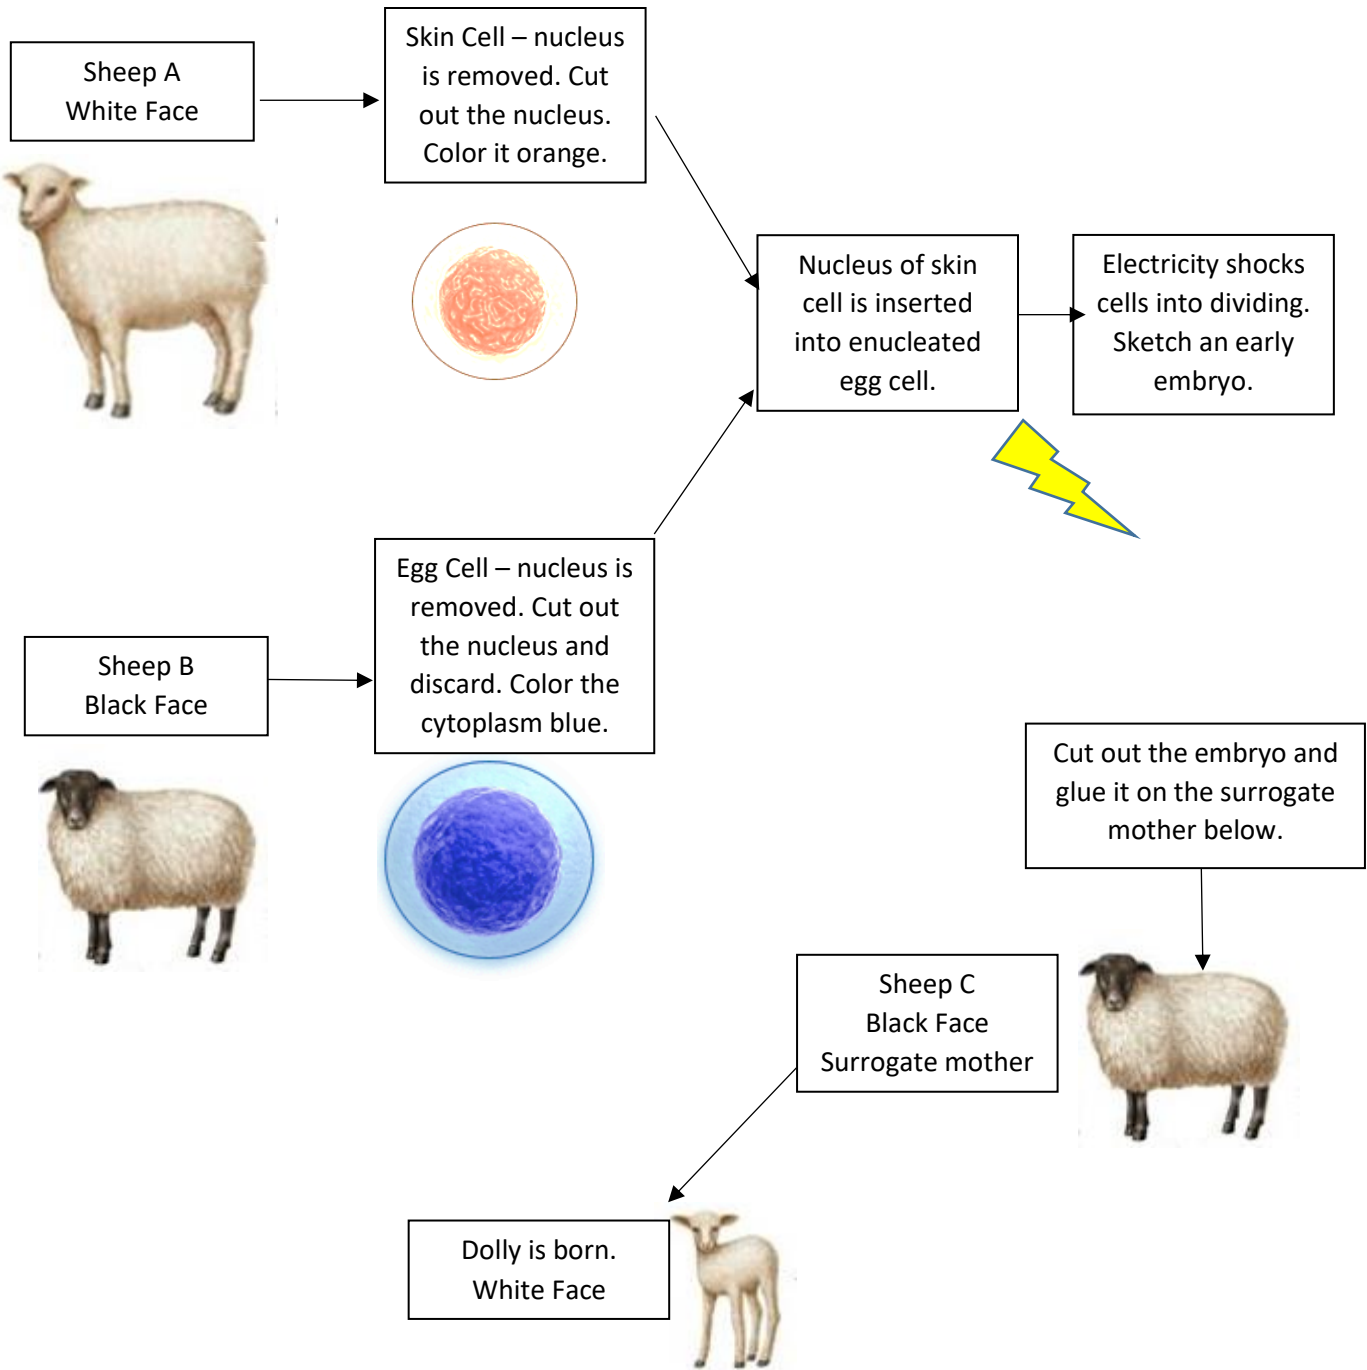 Sheep A
White Face
Skin Cell – nucleus
is removed. Cut
out the nucleus.
Color it orange.
Nucleus of skin
cell is inserted
into enucleated
egg cell.
Electricity shocks
cells into dividing.
Sketch an early
embryo.
Sheep B
Black Face
Egg Cell – nucleus is
removed. Cut out
the nucleus and
discard. Color the
cytoplasm blue.
Cut out the embryo and
glue it on the surrogate
mother below.
Sheep C
Black Face
Surrogate mother
Dolly is born.
White Face